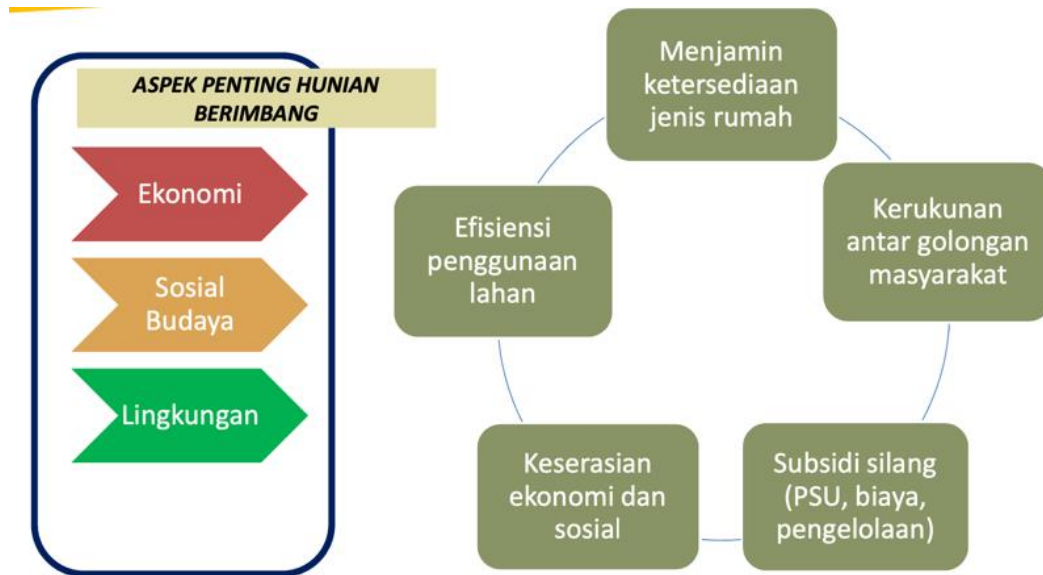 ASPEK PENTING HUNIAN
BERIMBANG
Ekonomi
Sosial
Budaya
Lingkungan
Menjamin
ketersediaan
jenis rumah
Kerukunan
antar golongan
masyarakat
Subsidi silang
(PSU, biaya,
pengelolaan)
Keserasian
ekonomi dan
sosial
Efisiensi
penggunaan
lahan